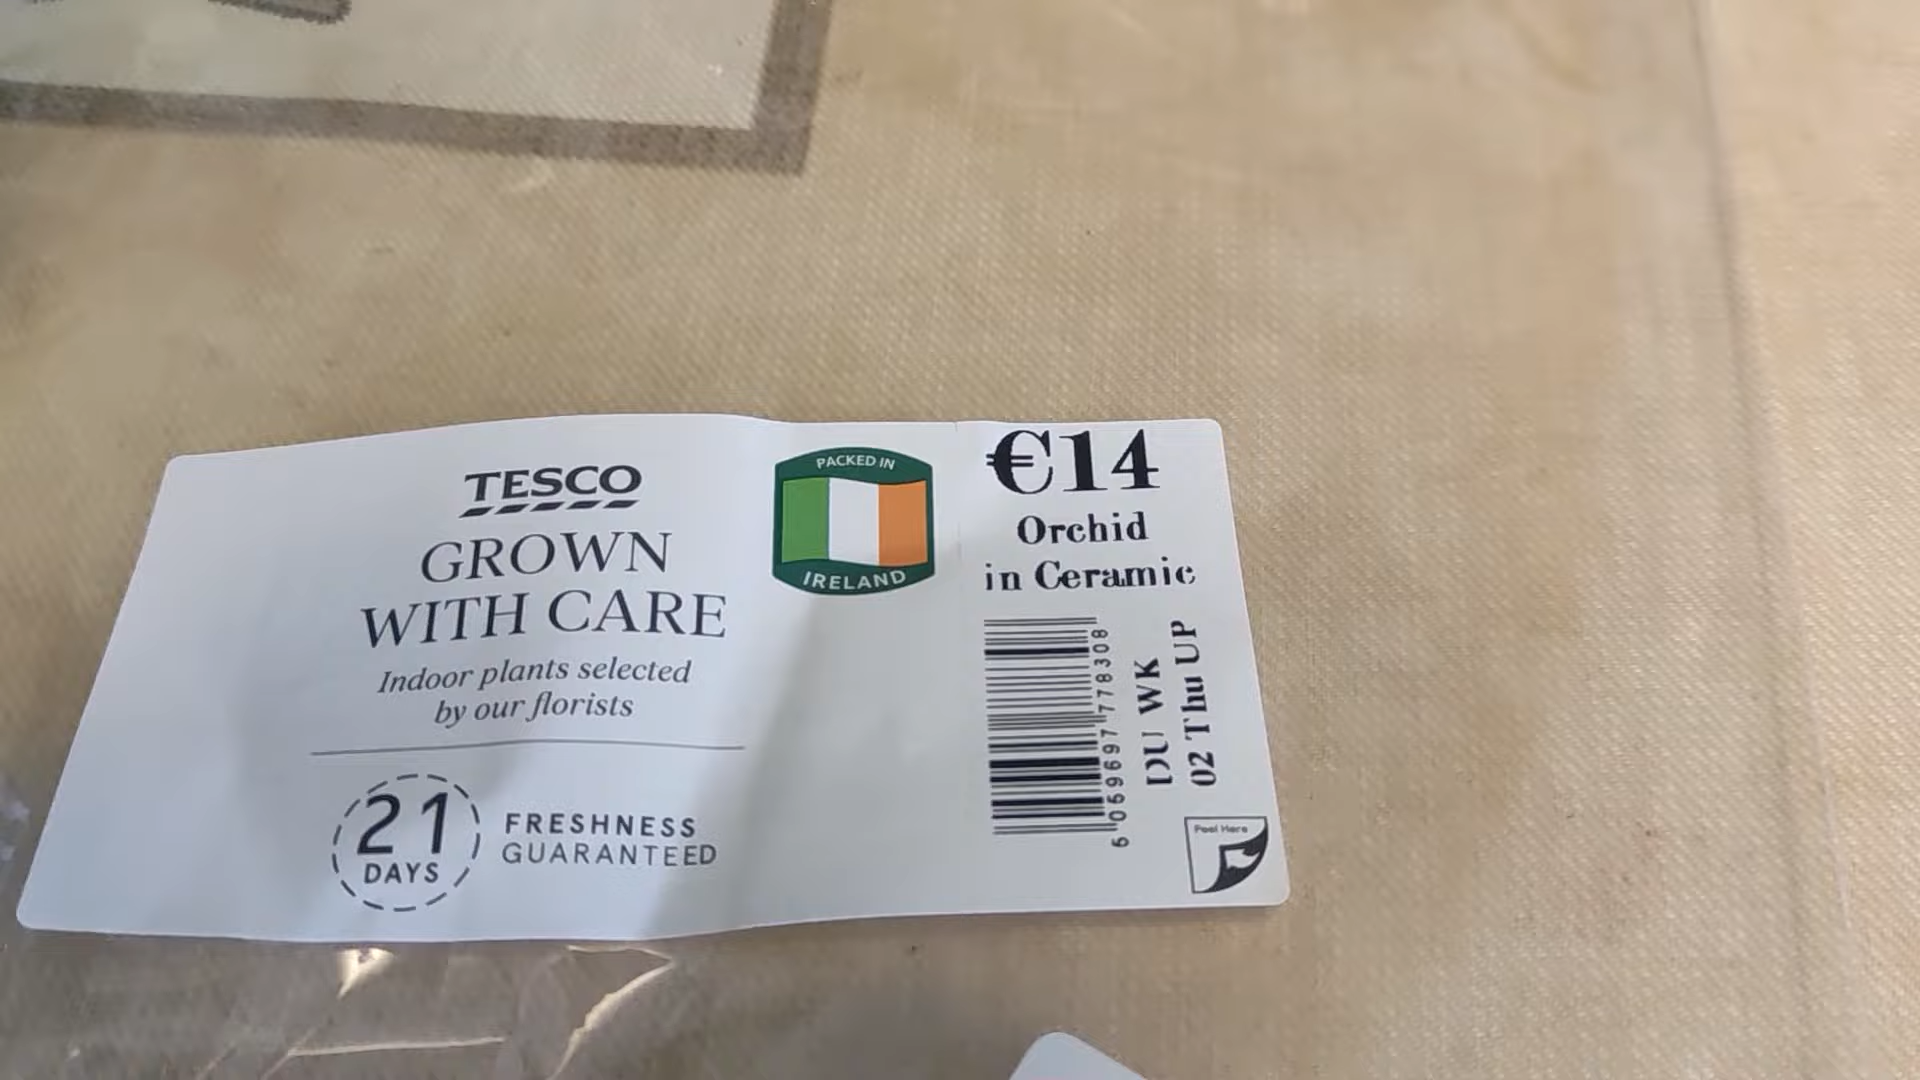 TESCO
GROWN
WITH CARE
Indoor plants selected
by our florists
21
DAYS
FRESHNESS
GUARANTEED
PACKED IN
IRELAND
€14
Orchid
in Ceramic
5 069697 778308
DU WK
02 Thu UP
Peel Here